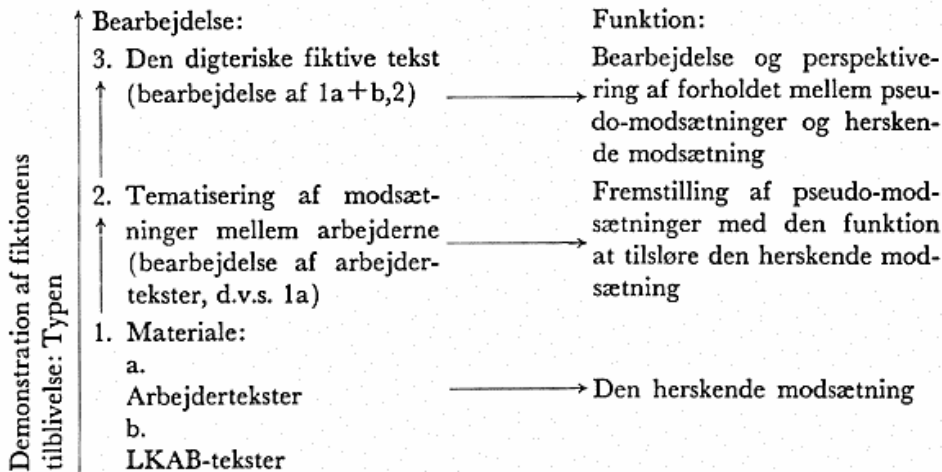 Bearbejdelse:
3. Den digteriske fiktive tekst
(bearbejdelse af 1a+b,2)
2. Tematisering af modsæt-
ninger mellem arbejderne
(bearbejdelse af arbejder-
tekster, d.v.s. 1a)
1. Materiale:
a.
Arbejdertekster
b.
LKAB-tekster
Funktion:
Bearbejdelse og perspektive-
ring af forholdet mellem pseu-
do-modsætninger og hersken-
de modsætning
Fremstilling af pseudo-mod-
sætninger med den funktion
at tilsløre den herskende mod-
sætning
Den herskende modsætning
Demonstration af fiktionens
tilblivelse: Typen